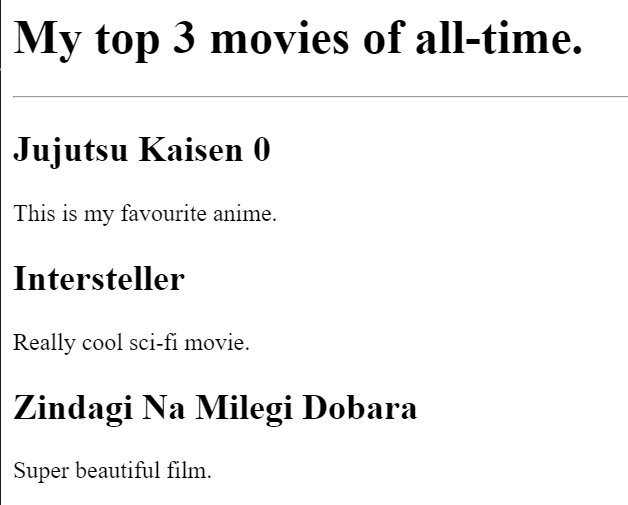 My top 3 movies of all-time.
Jujutsu Kaisen 0
This is my favourite anime.
Intersteller
Really cool sci-fi movie.
Zindagi Na Milegi Dobara
Super beautiful film.